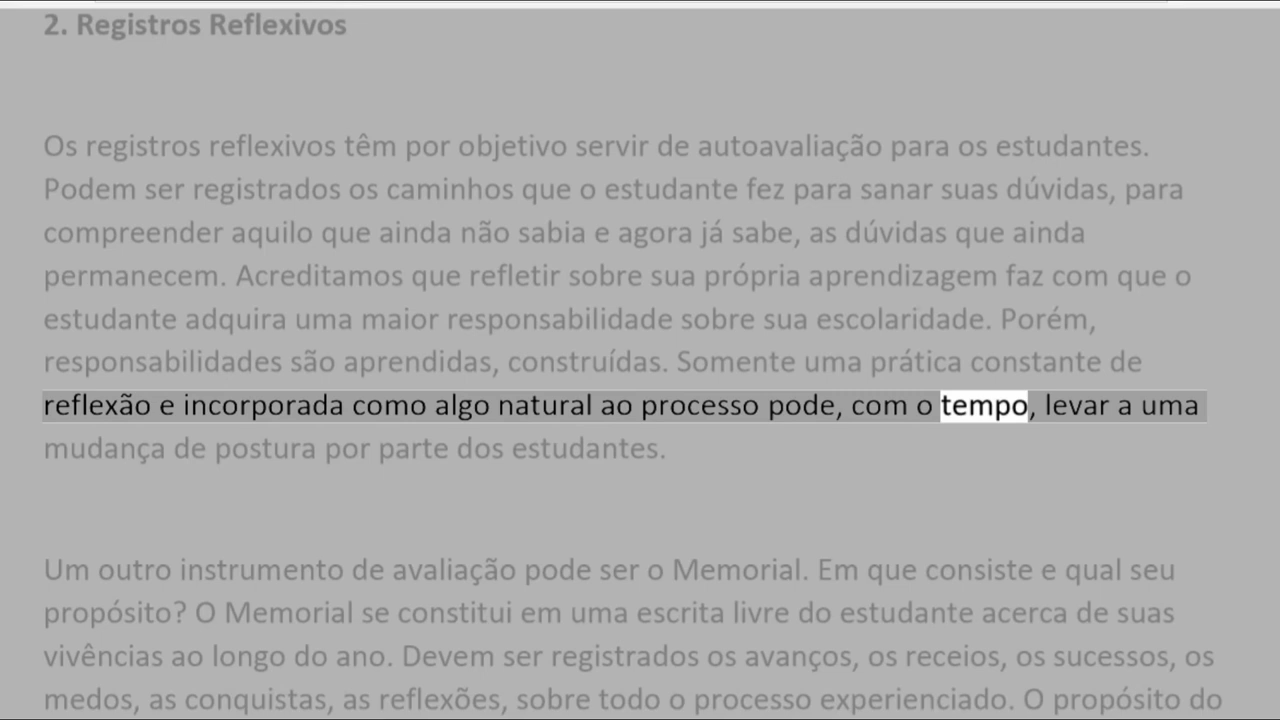 2. Registros Reflexivos
Os registros reflexivos têm por objetivo servir de autoavaliação para os estudantes.
Podem ser registrados os caminhos que o estudante fez para sanar suas dúvidas, para
compreender aquilo que ainda não sabia e agora já sabe, as dúvidas que ainda
permanecem. Acreditamos que refletir sobre sua própria aprendizagem faz com que o
estudante adquira uma maior responsabilidade sobre sua escolaridade. Porém,
responsabilidades são aprendidas, construídas. Somente uma prática constante de
reflexão e incorporada como algo natural ao processo pode, com o tempo, levar a uma
mudança de postura por parte dos estudantes.
Um outro instrumento de avaliação pode ser o Memorial. Em que consiste e qual seu
propósito? O Memorial se constitui em uma escrita livre do estudante acerca de suas
vivências ao longo do ano. Devem ser registrados os avanços, os receios, os sucessos, os
medos, as conquistas, as reflexões, sobre todo o processo experienciado. O propósito do